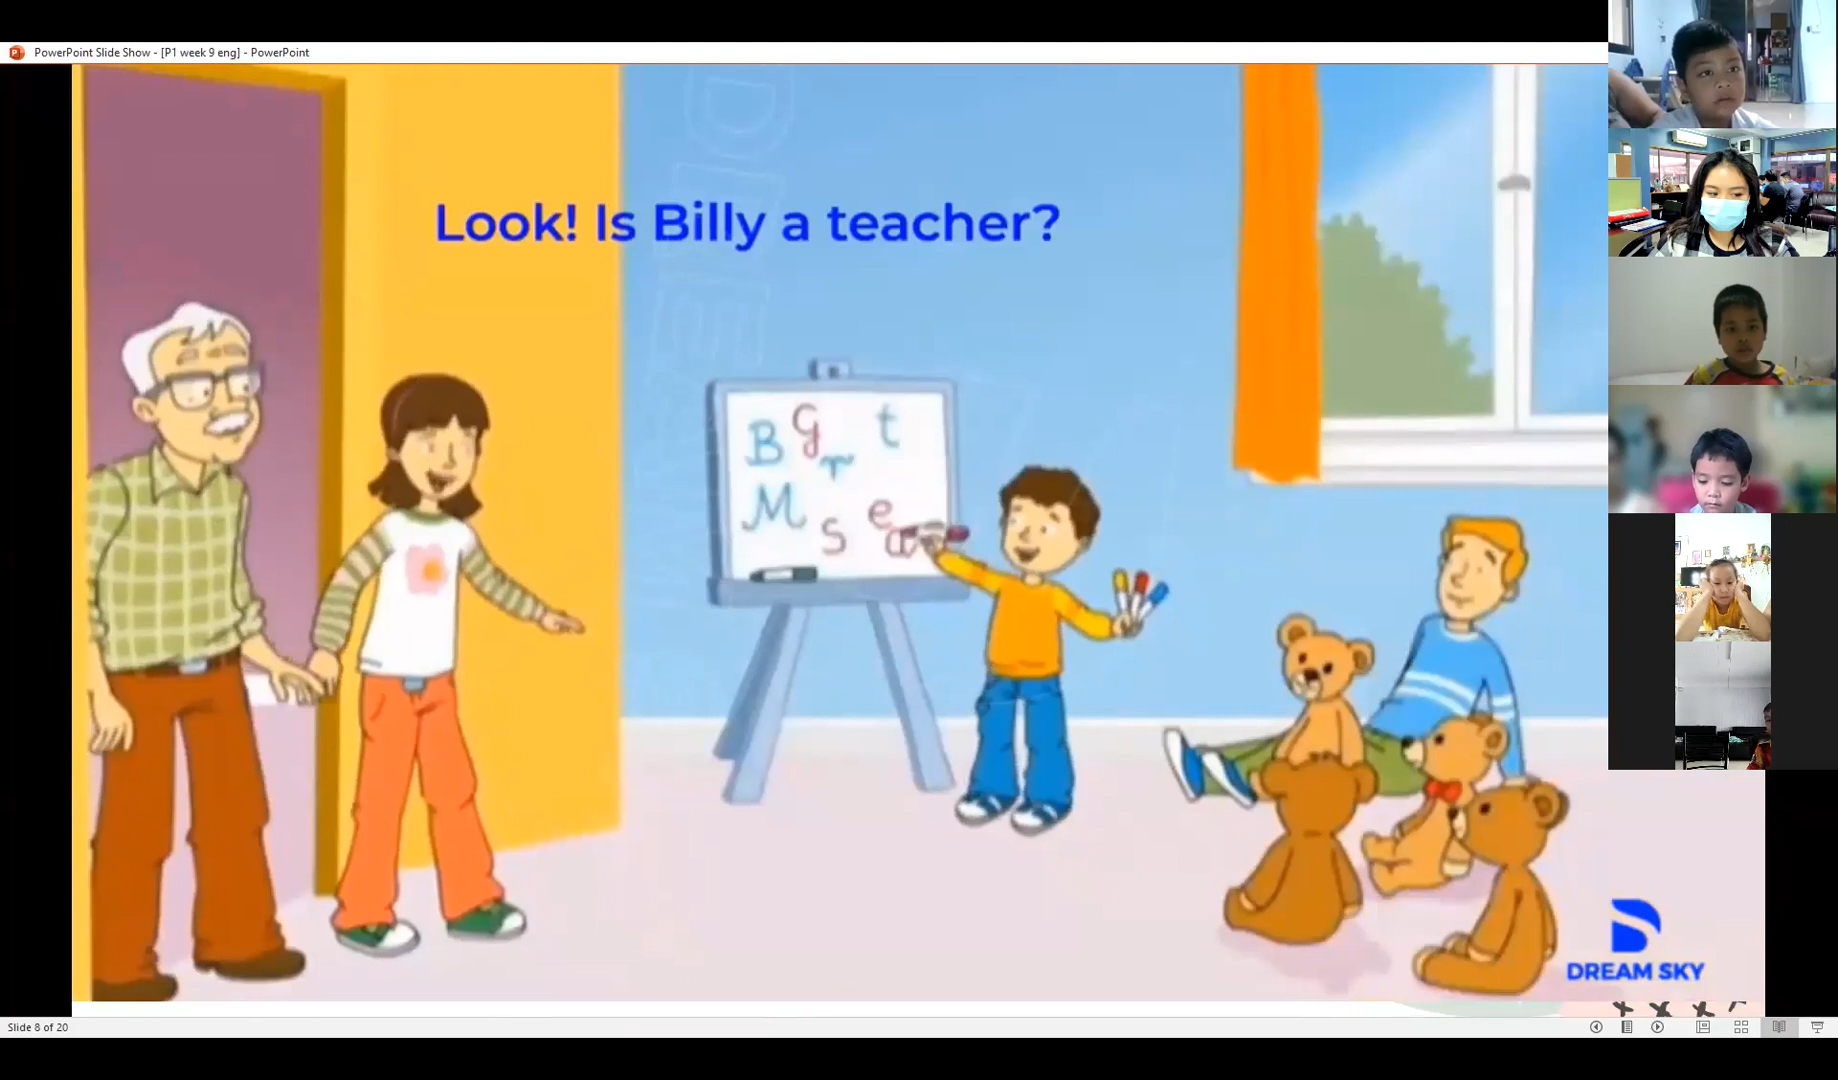 PowerPoint Slide Show - [P1 week 9 eng] - PowerPoint
Look! Is Billy a teacher?
B G r t
M s e a
DREAM SKY
Slide 8 of 20